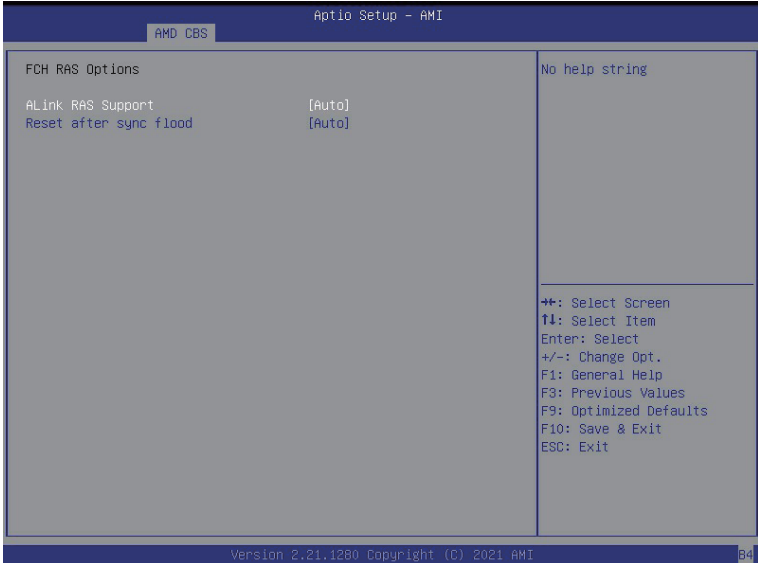 Aptio Setup – AMI
AMD CBS
FCH RAS Options
ALink RAS Support [Auto]
Reset after sync flood [Auto]
No help string
→←: Select Screen
↑↓: Select Item
Enter: Select
+/-: Change Opt.
F1: General Help
F3: Previous Values
F9: Optimized Defaults
F10: Save & Exit
ESC: Exit
Version 2.21.1280 Copyright (C) 2021 AMI
B4